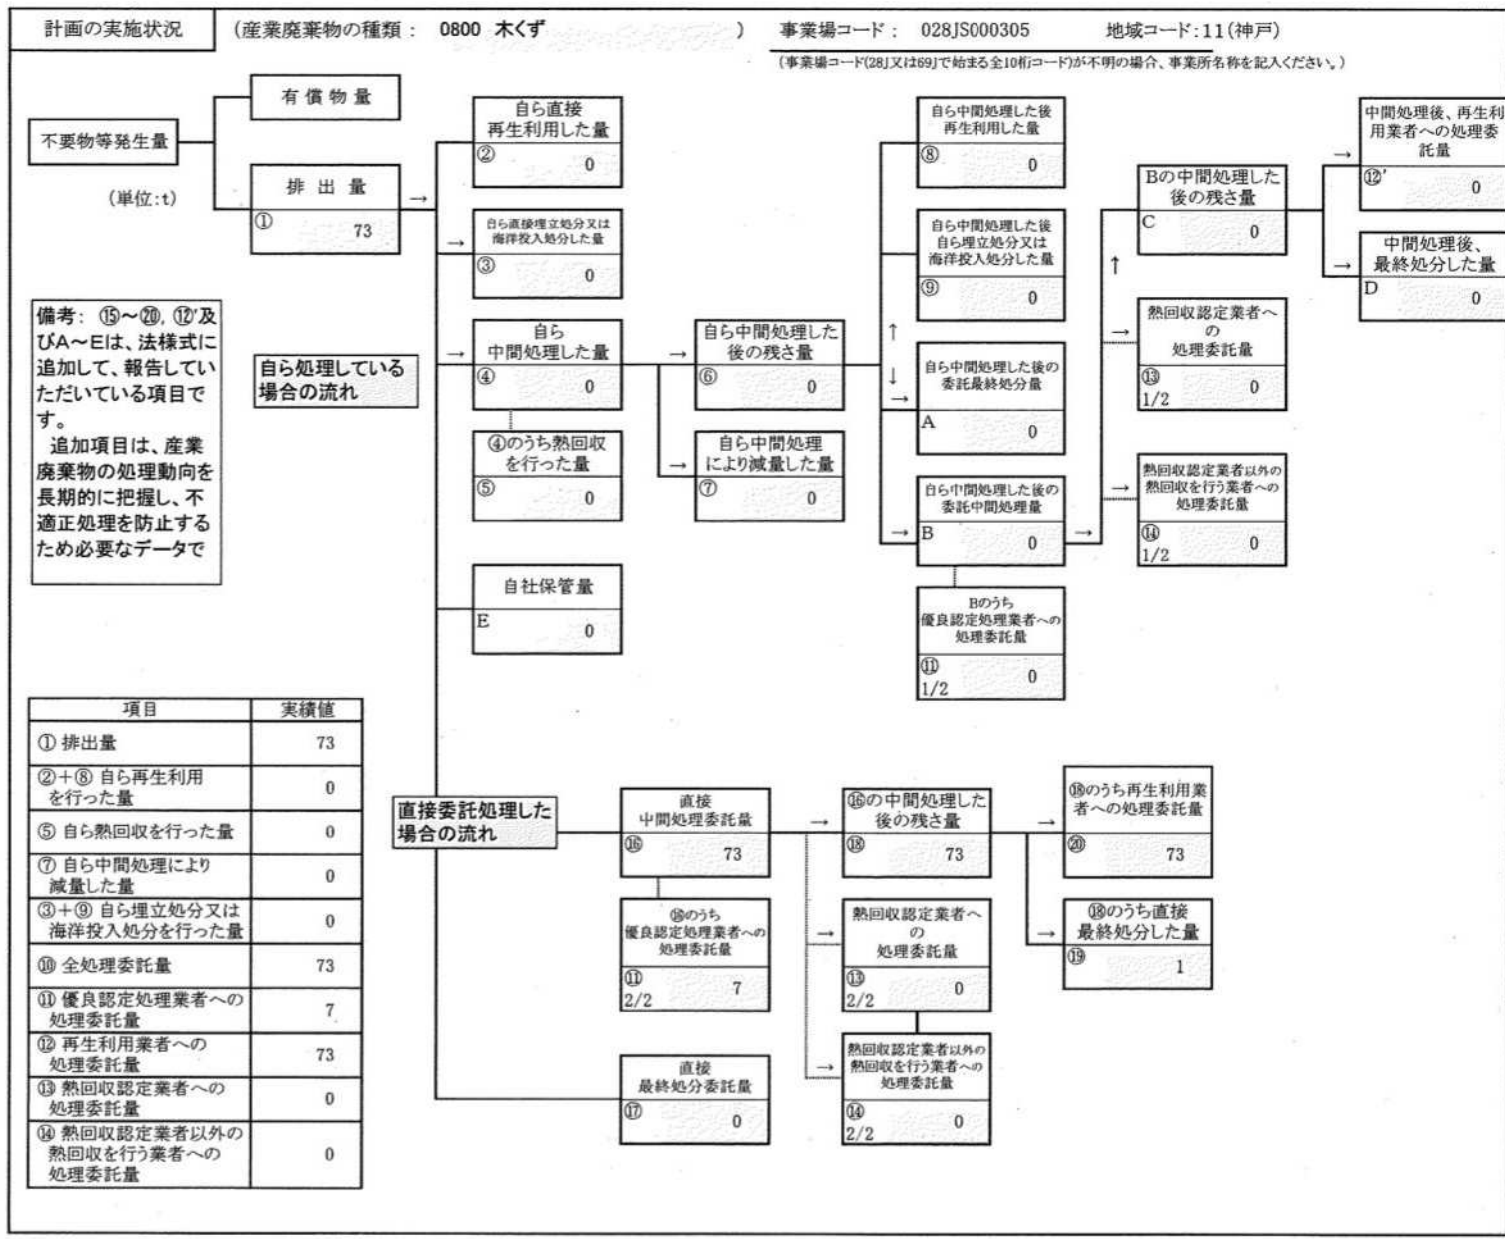 計画の実施状況
(産業廃棄物の種類： 0800 木くず )
事業場コード： 028JS000305 地域コード:11(神戸)
(事業場コード(28J又は69Jで始まる全10桁コード)が不明の場合、事業所名称を記入ください。)
不要物等発生量
(単位:t)
有償物量
排出量
① 73
→
備考： ⑮～⑳, ⑫'及
びA～Eは、法様式に
追加して、報告してい
ただいている項目で
す。
追加項目は、産業
廃棄物の処理動向を
長期的に把握し、不
適正処理を防止する
ため必要なデータで
自ら処理している
場合の流れ
自ら直接
再生利用した量
② 0
→
自ら直接埋立処分又は
海洋投入処分した量
③ 0
→
自ら
中間処理した量
④ 0
④のうち熱回収
を行った量
⑤ 0
自社保管量
E 0
→
自ら中間処理した
後の残さ量
⑥ 0
→
自ら中間処理
により減量した量
⑦ 0
自ら中間処理した後
再生利用した量
⑧ 0
自ら中間処理した後
自ら埋立処分又は
海洋投入処分した量
⑨ 0
↑
↓
→
自ら中間処理した後の
委託最終処分量
A 0
→
自ら中間処理した後の
委託中間処理量
B 0
→
Bのうち
優良認定処理業者への
処理委託量
⑪
1/2 0
↑
Bの中間処理した
後の残さ量
C 0
→
熱回収認定業者へ
の
処理委託量
⑬
1/2 0
→
熱回収認定業者以外の
熱回収を行う業者への
処理委託量
⑭
1/2 0
→
中間処理後、再生利
用業者への処理委
託量
⑫' 0
→
中間処理後、
最終処分した量
D 0
項目 実績値
① 排出量 73
②＋⑧ 自ら再生利用
を行った量 0
⑤ 自ら熱回収を行った量 0
⑦ 自ら中間処理により
減量した量 0
③＋⑨ 自ら埋立処分又は
海洋投入処分を行った量 0
⑩ 全処理委託量 73
⑪ 優良認定処理業者への
処理委託量 7
⑫ 再生利用業者への
処理委託量 73
⑬ 熱回収認定業者への
処理委託量 0
⑭ 熱回収認定業者以外の
熱回収を行う業者への
処理委託量 0
直接委託処理した
場合の流れ
直接
中間処理委託量
⑯ 73
⑯のうち
優良認定処理業者への
処理委託量
⑪
2/2 7
直接
最終処分委託量
⑰ 0
→
⑯の中間処理した
後の残さ量
⑱ 73
→
熱回収認定業者へ
の
処理委託量
⑬
2/2 0
→
熱回収認定業者以外の
熱回収を行う業者への
処理委託量
⑭
2/2 0
→
⑱のうち再生利用業
者への処理委託量
⑳ 73
→
⑱のうち直接
最終処分した量
⑲ 1